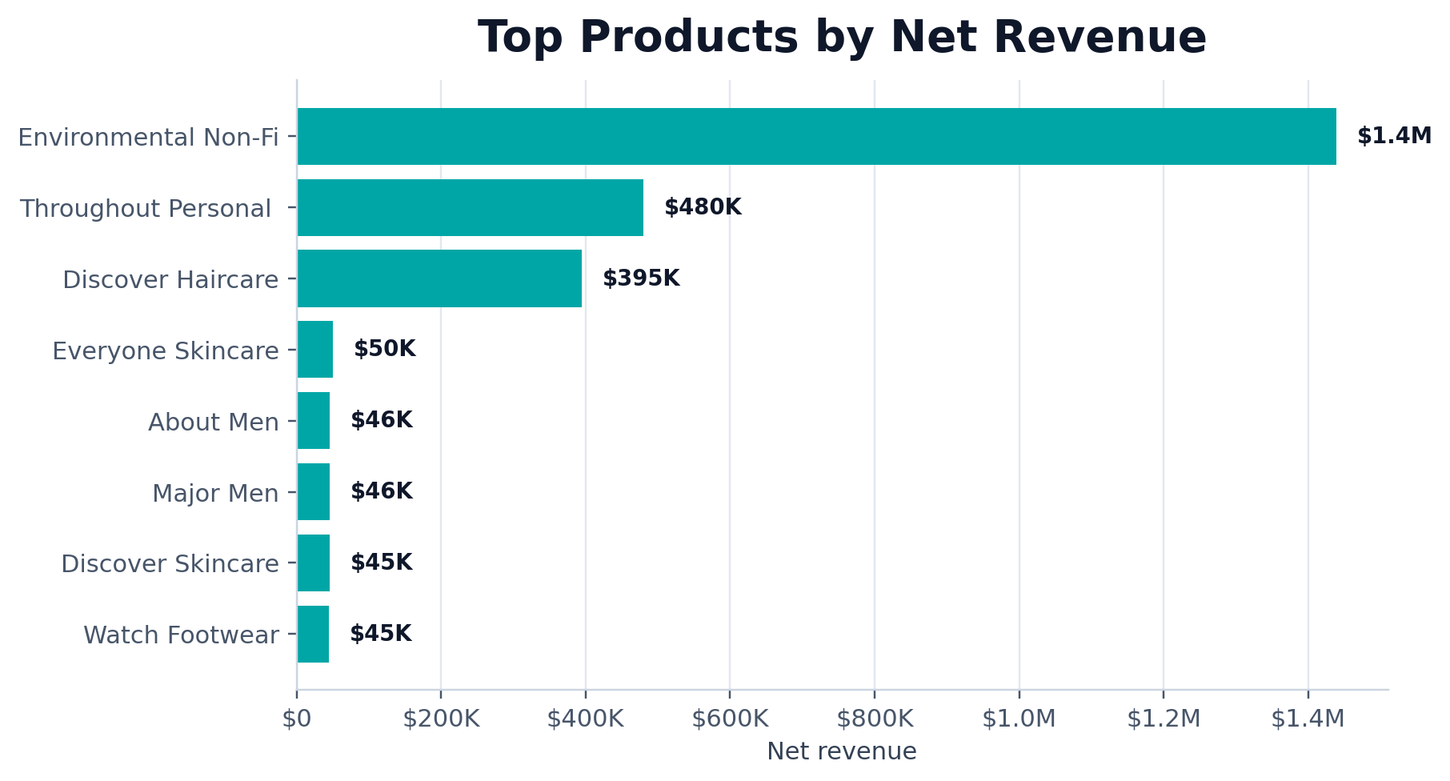 Top Products by Net Revenue
Environmental Non-Fi $1.4M
Throughout Personal $480K
Discover Haircare $395K
Everyone Skincare $50K
About Men $46K
Major Men $46K
Discover Skincare $45K
Watch Footwear $45K
$0 $200K $400K $600K $800K $1.0M $1.2M $1.4M
Net revenue